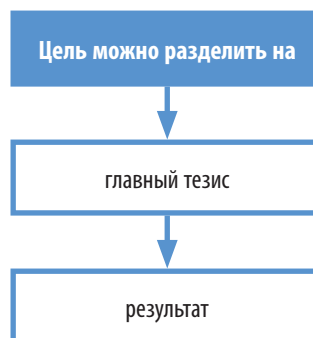 Цель можно разделить на
главный тезис
результат